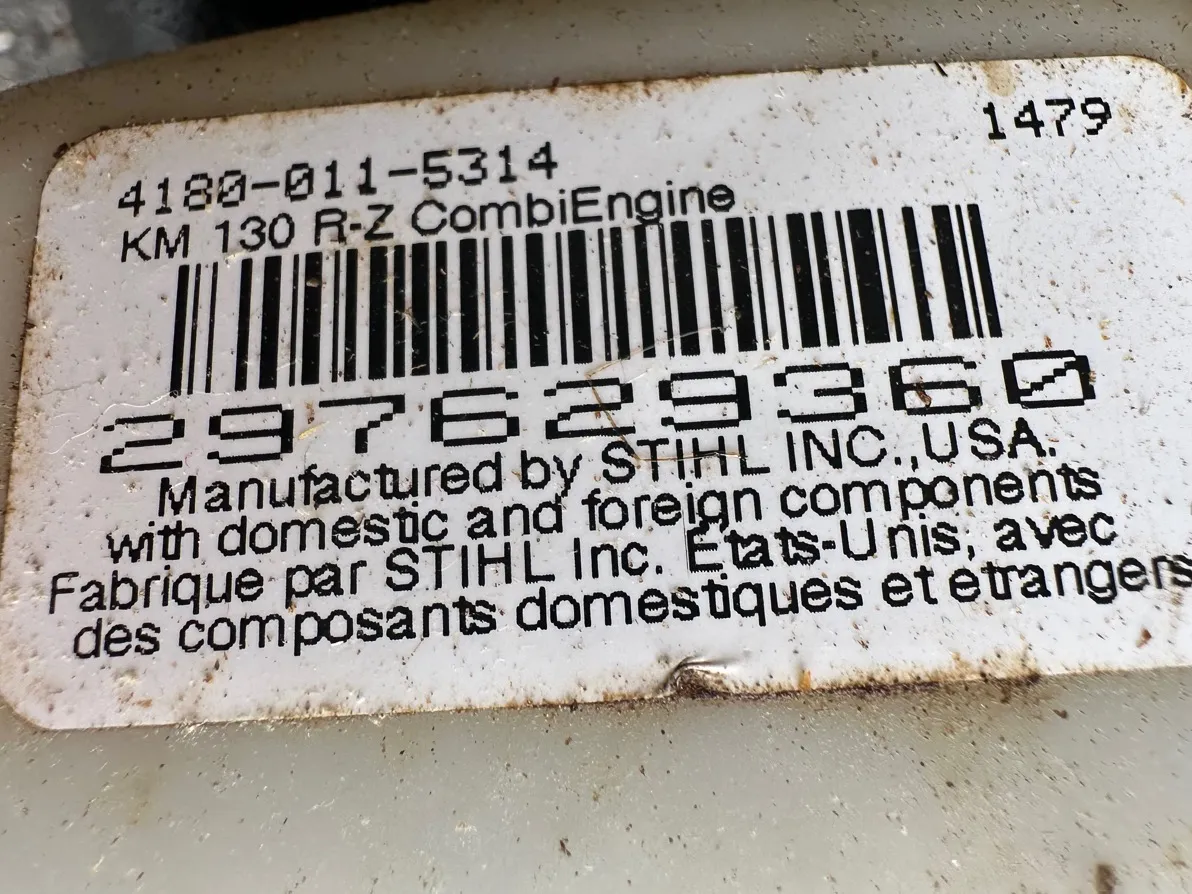 1479
4180-011-5314
KM 130 R-Z CombiEngine
297629360
Manufactured by STIHL INC.,USA.
with domestic and foreign components
Fabrique par STIHL Inc. États-Unis, avec
des composants domestiques et etrangers